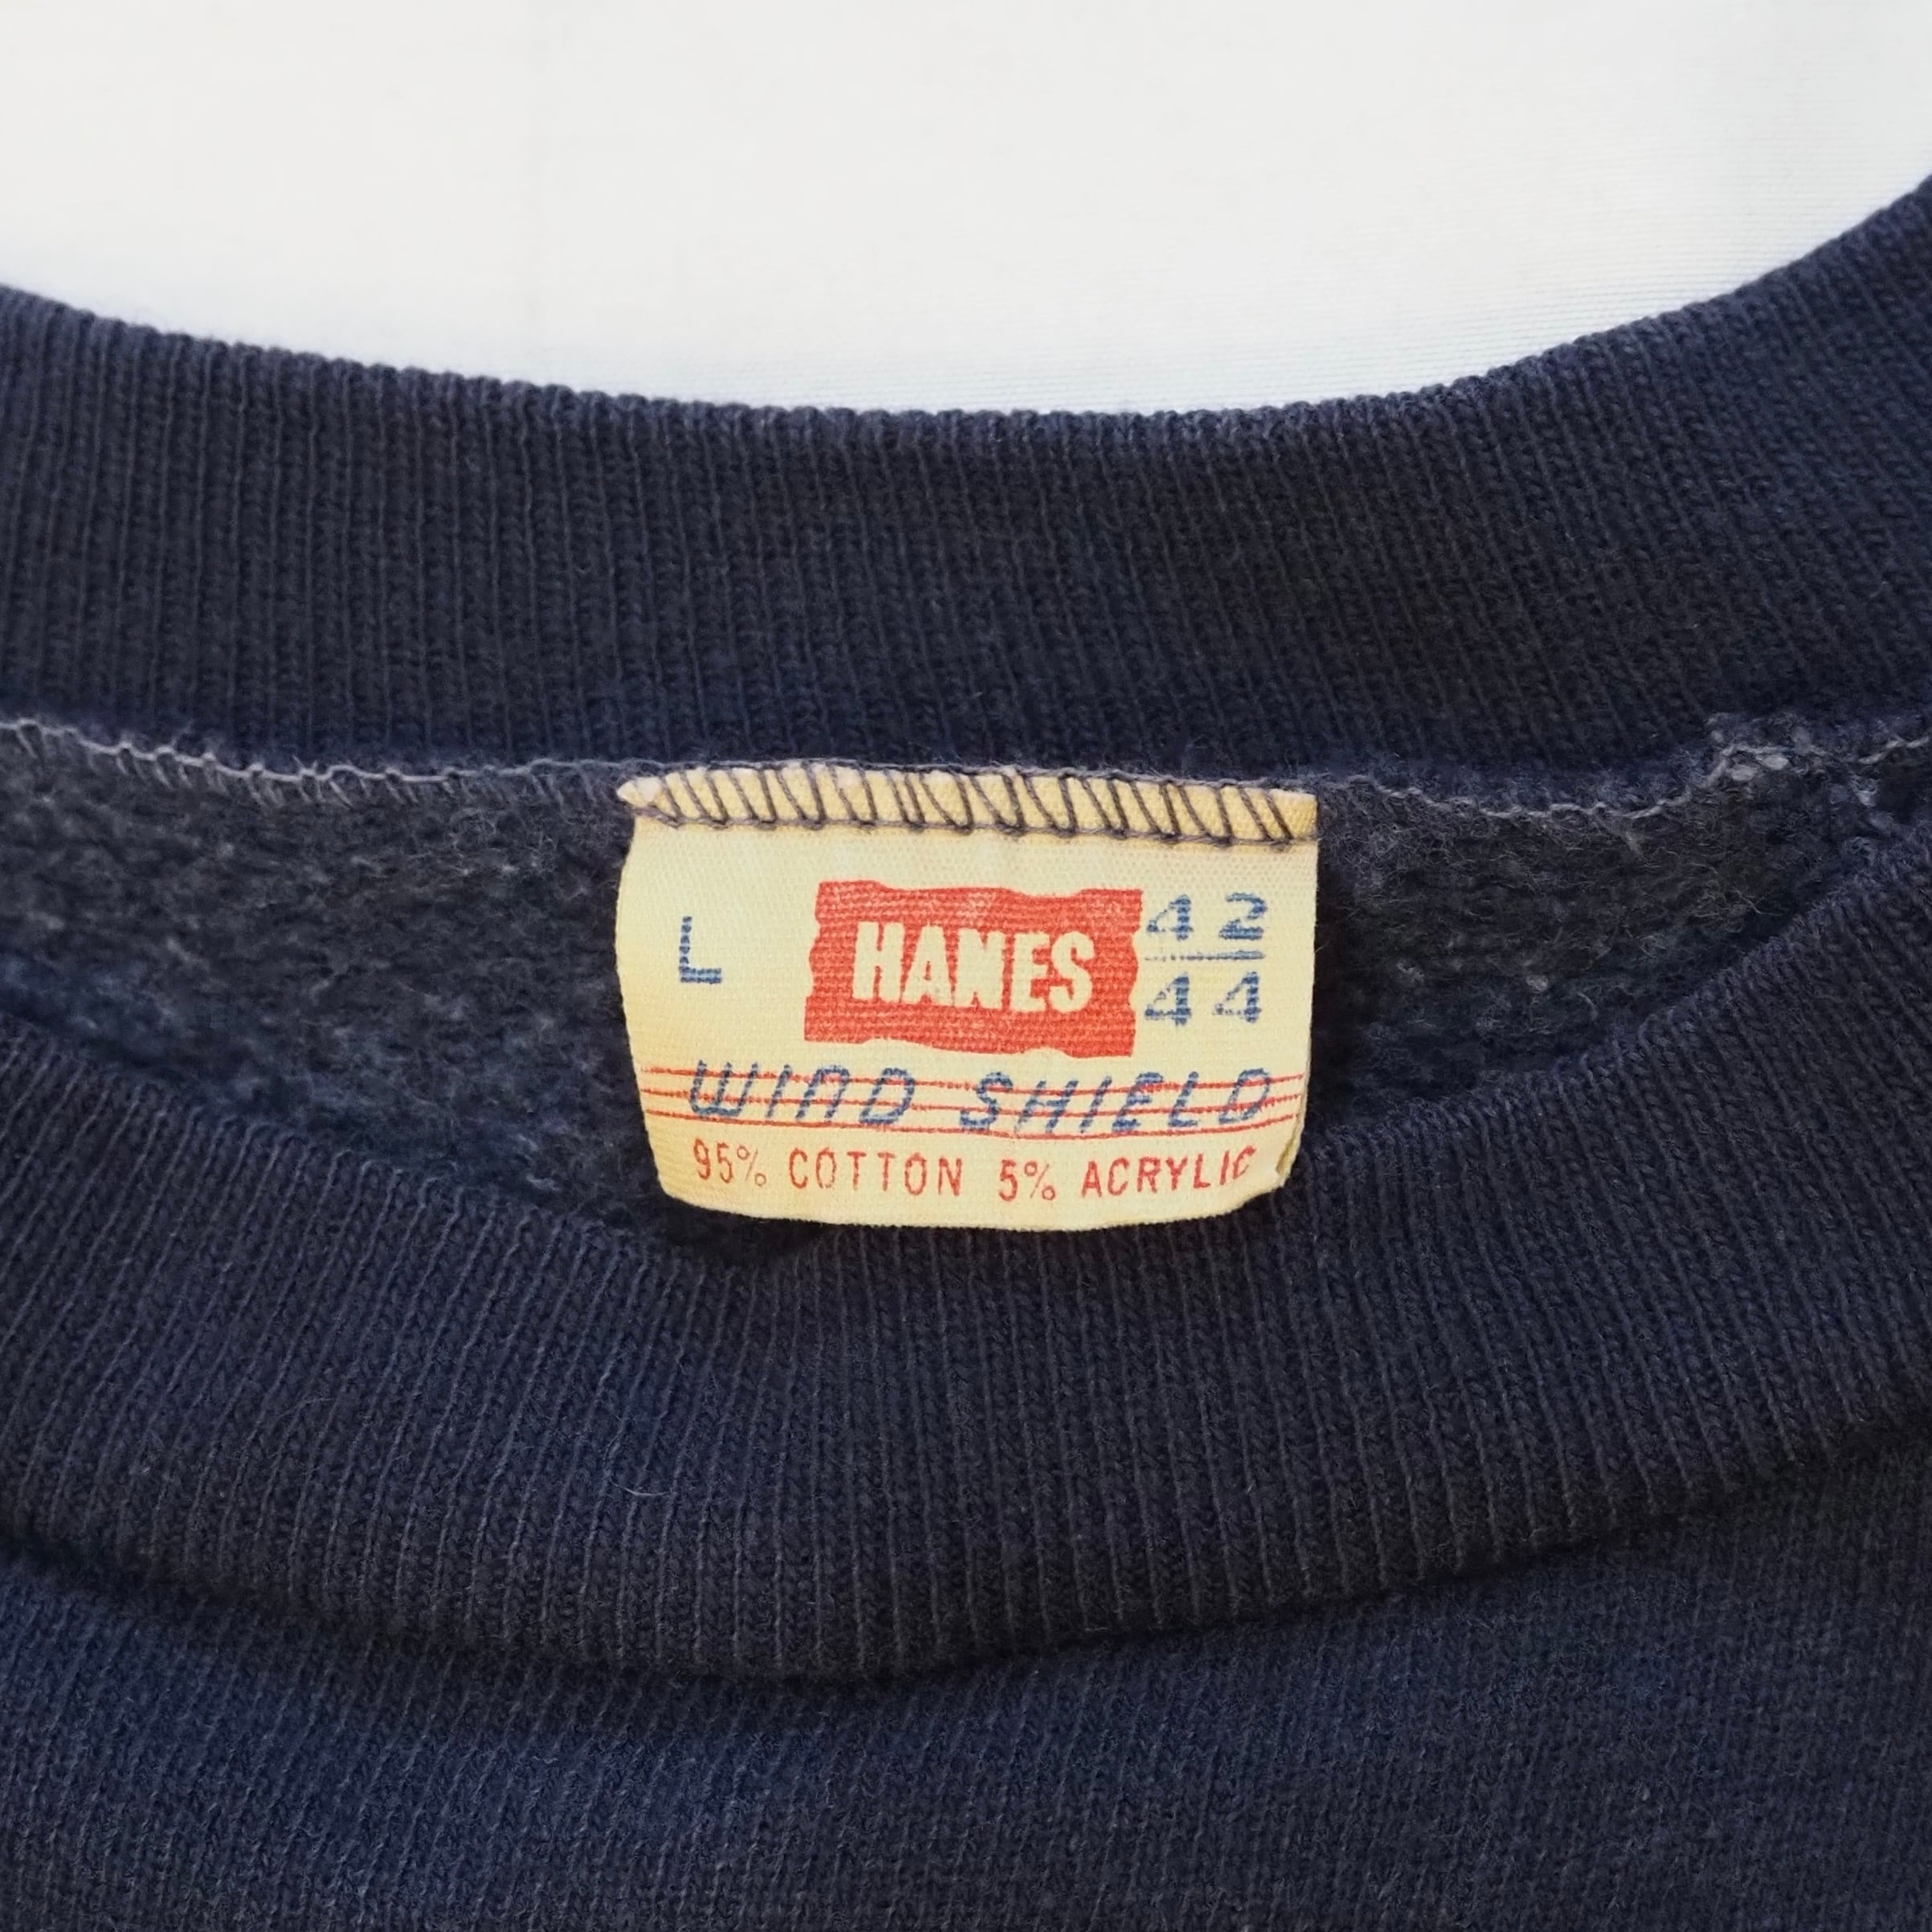 L HANES 42
44
WIND SHIELD
95% COTTON 5% ACRYLIC